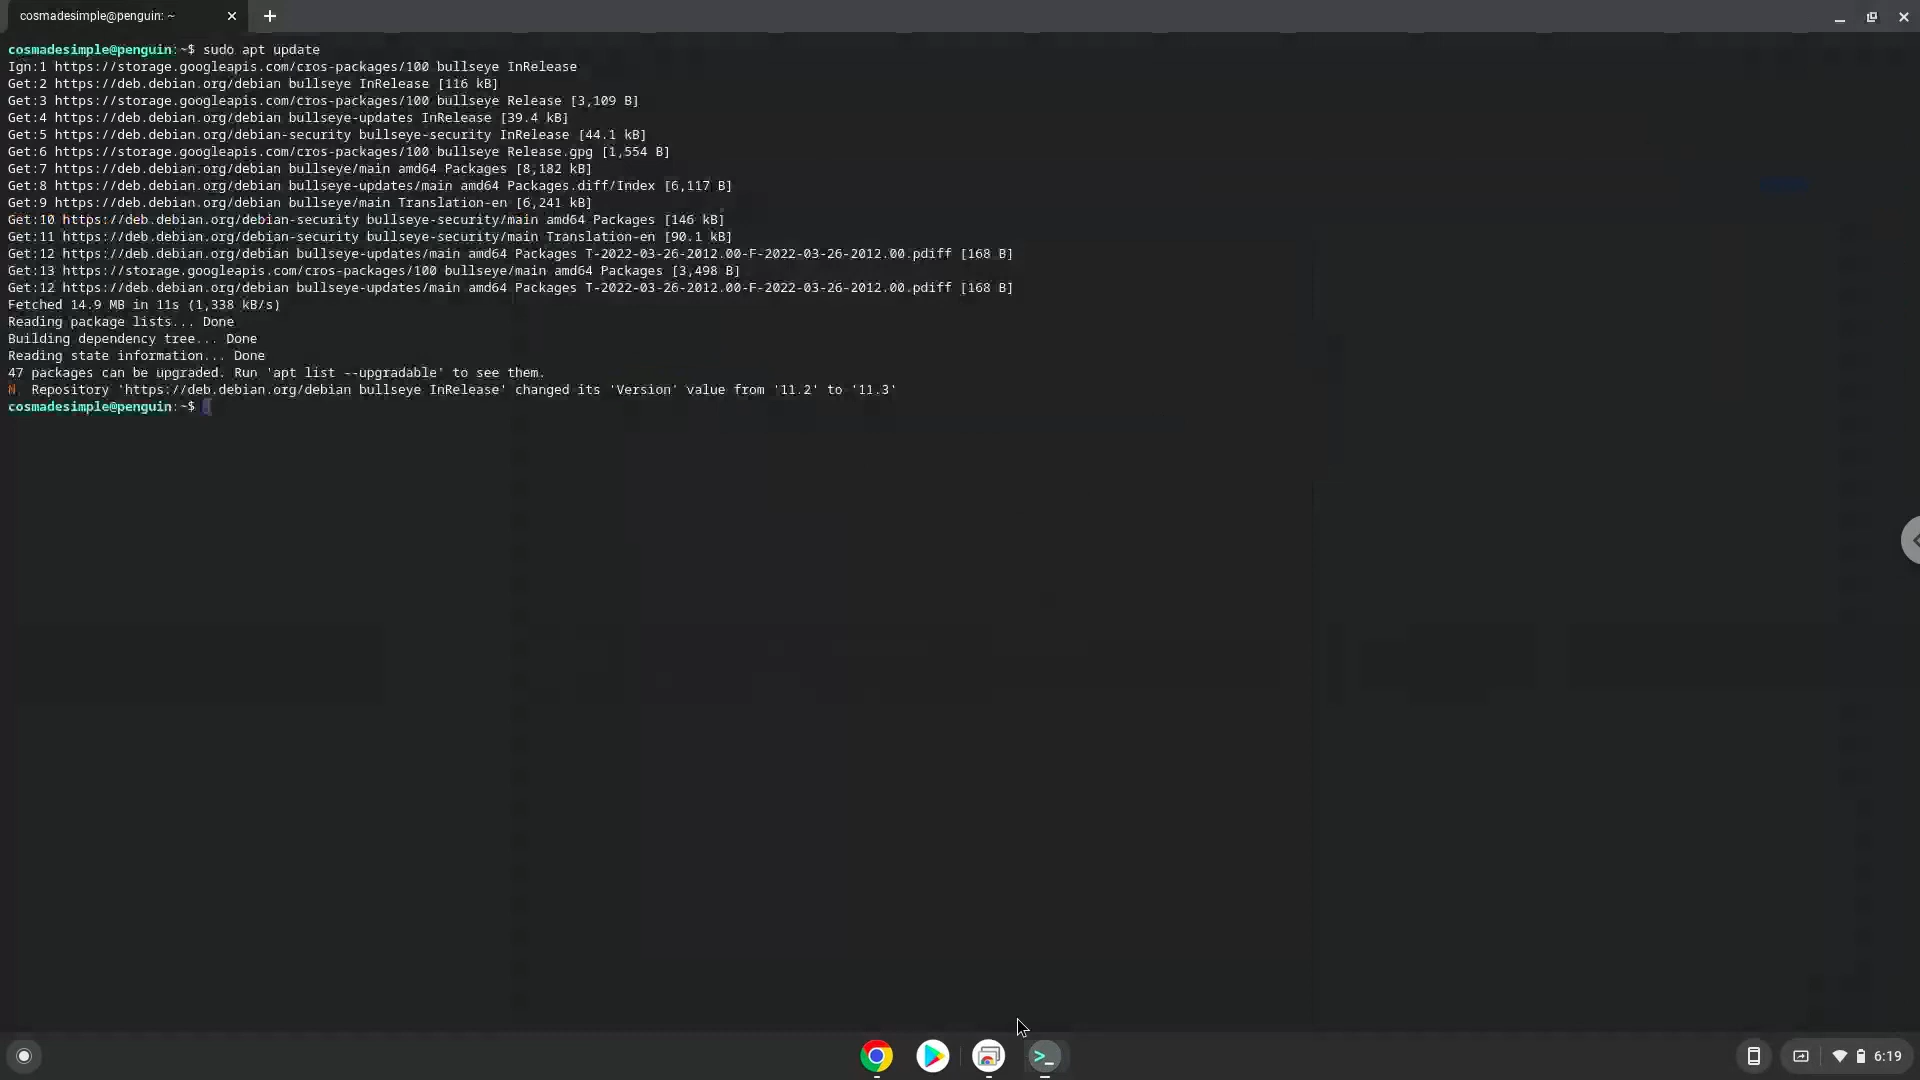 cosmadesimple@penguin: ~
cosmadesimple@penguin:~$ sudo apt update
Ign:1 https://storage.googleapis.com/cros-packages/100 bullseye InRelease
Get:2 https://deb.debian.org/debian bullseye InRelease [116 kB]
Get:3 https://storage.googleapis.com/cros-packages/100 bullseye Release [3,109 B]
Get:4 https://deb.debian.org/debian bullseye-updates InRelease [39.4 kB]
Get:5 https://deb.debian.org/debian-security bullseye-security InRelease [44.1 kB]
Get:6 https://storage.googleapis.com/cros-packages/100 bullseye Release.gpg [1,554 B]
Get:7 https://deb.debian.org/debian bullseye/main amd64 Packages [8,182 kB]
Get:8 https://deb.debian.org/debian bullseye-updates/main amd64 Packages.diff/Index [6,117 B]
Get:9 https://deb.debian.org/debian bullseye/main Translation-en [6,241 kB]
Get:10 https://deb.debian.org/debian-security bullseye-security/main amd64 Packages [146 kB]
Get:11 https://deb.debian.org/debian-security bullseye-security/main Translation-en [90.1 kB]
Get:12 https://deb.debian.org/debian bullseye-updates/main amd64 Packages T-2022-03-26-2012.00-F-2022-03-26-2012.00.pdiff [168 B]
Get:13 https://storage.googleapis.com/cros-packages/100 bullseye/main amd64 Packages [3,498 B]
Get:12 https://deb.debian.org/debian bullseye-updates/main amd64 Packages T-2022-03-26-2012.00-F-2022-03-26-2012.00.pdiff [168 B]
Fetched 14.9 MB in 11s (1,338 kB/s)
Reading package lists... Done
Building dependency tree... Done
Reading state information... Done
47 packages can be upgraded. Run 'apt list --upgradable' to see them.
N: Repository 'https://deb.debian.org/debian bullseye InRelease' changed its 'Version' value from '11.2' to '11.3'
cosmadesimple@penguin:~$
6:19